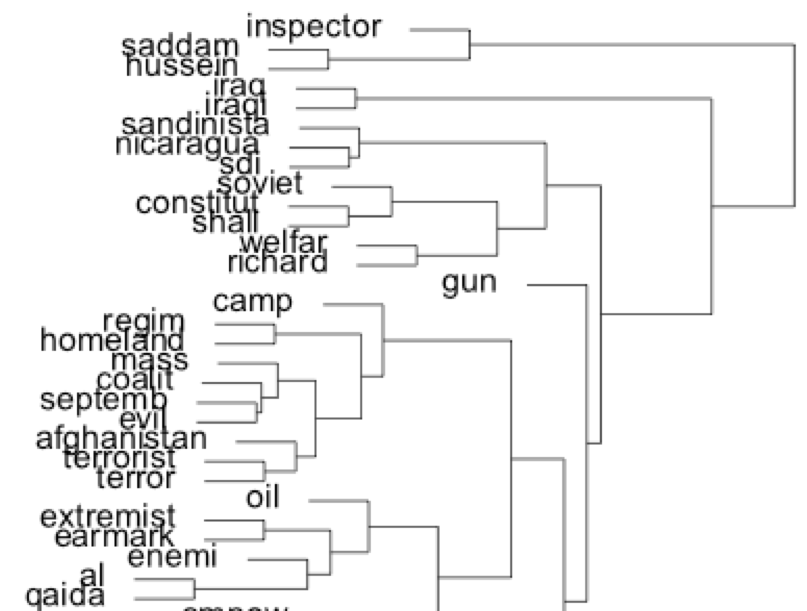 inspector
saddam
hussein
iraq
iraqi
sandinista
nicaragua
sdi
soviet
constitut
shall
welfar
richard
gun
camp
regim
homeland
mass
coalit
septemb
evil
afghanistan
terrorist
terror
oil
extremist
earmark
enemi
al
qaida